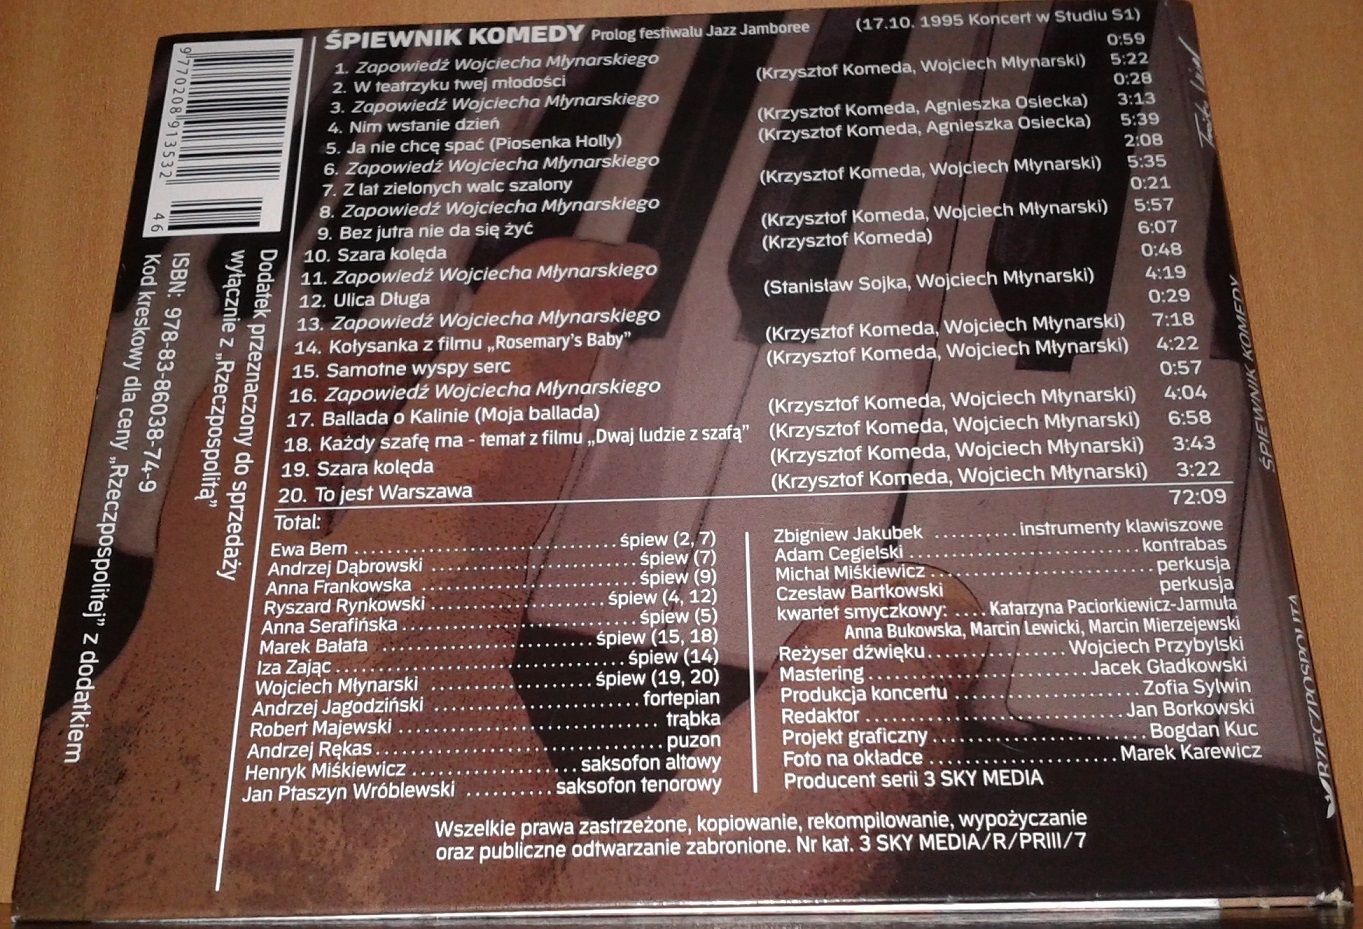 ŚPIEWNIK KOMEDY Prolog festiwalu Jazz Jamboree (17.10. 1995 Koncert w Studiu S1)
1. Zapowiedź Wojciecha Młynarskiego 0:59
2. W teatrzyku twej młodości (Krzysztof Komeda, Wojciech Młynarski) 5:22
3. Zapowiedź Wojciecha Młynarskiego 0:28
4. Nim wstanie dzień (Krzysztof Komeda, Agnieszka Osiecka) 3:13
5. Ja nie chcę spać (Piosenka Holly) (Krzysztof Komeda, Agnieszka Osiecka) 5:39
6. Zapowiedź Wojciecha Młynarskiego 2:08
7. Z lat zielonych walc szalony (Krzysztof Komeda, Wojciech Młynarski) 5:35
8. Zapowiedź Wojciecha Młynarskiego 0:21
9. Bez jutra nie da się żyć (Krzysztof Komeda, Wojciech Młynarski) 5:57
10. Szara kolęda (Krzysztof Komeda) 6:07
11. Zapowiedź Wojciecha Młynarskiego 0:48
12. Ulica Długa (Stanisław Sojka, Wojciech Młynarski) 4:19
13. Zapowiedź Wojciecha Młynarskiego 0:29
14. Kołysanka z filmu „Rosemary's Baby” (Krzysztof Komeda, Wojciech Młynarski) 7:18
15. Samotne wyspy serc (Krzysztof Komeda, Wojciech Młynarski) 4:22
16. Zapowiedź Wojciecha Młynarskiego 0:57
17. Ballada o Kalinie (Moja ballada) (Krzysztof Komeda, Wojciech Młynarski) 4:04
18. Każdy szafę ma - temat z filmu „Dwaj ludzie z szafą” (Krzysztof Komeda, Wojciech Młynarski) 6:58
19. Szara kolęda (Krzysztof Komeda, Wojciech Młynarski) 3:43
20. To jest Warszawa (Krzysztof Komeda, Wojciech Młynarski) 3:22
Total: 72:09
Ewa Bem ........ śpiew (2, 7)
Andrzej Dąbrowski ........ śpiew (7)
Anna Frankowska ........ śpiew (9)
Ryszard Rynkowski ........ śpiew (4, 12)
Anna Serafińska ........ śpiew (5)
Marek Bałata ........ śpiew (15, 18)
Iza Zając ........ śpiew (14)
Wojciech Młynarski ........ śpiew (19, 20)
Andrzej Jagodziński ........ fortepian
Robert Majewski ........ trąbka
Andrzej Rękas ........ puzon
Henryk Miśkiewicz ........ saksofon altowy
Jan Ptaszyn Wróblewski ........ saksofon tenorowy
Zbigniew Jakubek ........ instrumenty klawiszowe
Adam Cegielski ........ kontrabas
Michał Miśkiewicz ........ perkusja
Czesław Bartkowski perkusja
kwartet smyczkowy: ..... Katarzyna Paciorkiewicz-Jarmuła
Anna Bukowska, Marcin Lewicki, Marcin Mierzejewski
Reżyser dźwięku ........ Wojciech Przybylski
Mastering ........ Jacek Gładkowski
Produkcja koncertu ........ Zofia Sylwin
Redaktor ........ Jan Borkowski
Projekt graficzny ........ Bogdan Kuc
Foto na okładce ........ Marek Karewicz
Producent serii 3 SKY MEDIA
Wszelkie prawa zastrzeżone, kopiowanie, rekompilowanie, wypożyczanie
oraz publiczne odtwarzanie zabronione. Nr kat. 3 SKY MEDIA/R/PRIII/7
9 770208 913532
46
Dodatek przeznaczony do sprzedaży
wyłącznie z „Rzeczpospolitą”
ISBN: 978-83-86038-74-9
Kod kreskowy dla ceny „Rzeczpospolitej” z dodatkiem
ŚPIEWNIK KOMEDY
RZECZPOSPOLITA